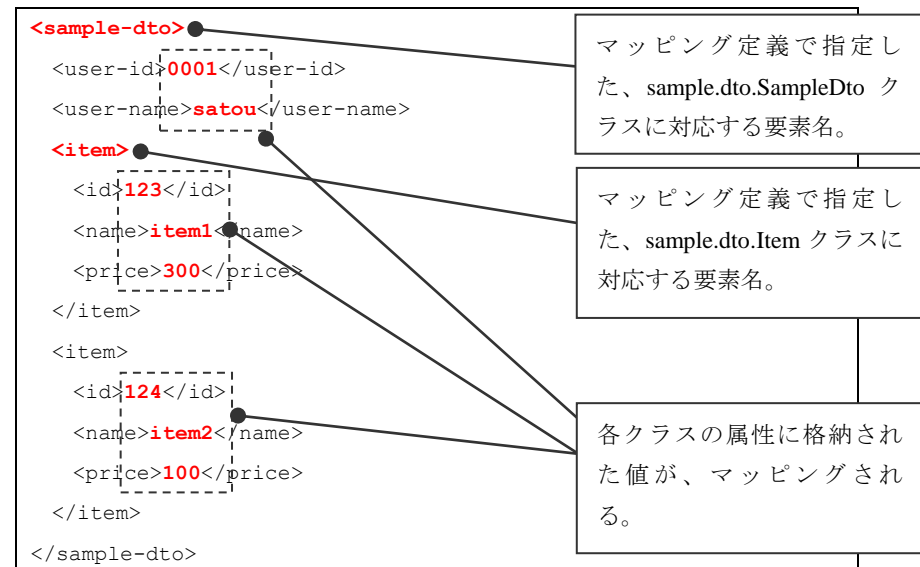 <sample-dto>
<user-id>0001</user-id>
<user-name>satou</user-name>
<item>
<id>123</id>
<name>item1</name>
<price>300</price>
</item>
<item>
<id>124</id>
<name>item2</name>
<price>100</price>
</item>
</sample-dto>
マッピング定義で指定し
た、sample.dto.SampleDto ク
ラスに対応する要素名。
マッピング定義で指定し
た、sample.dto.Item クラスに
対応する要素名。
各クラスの属性に格納され
た値が、マッピングされ
る。